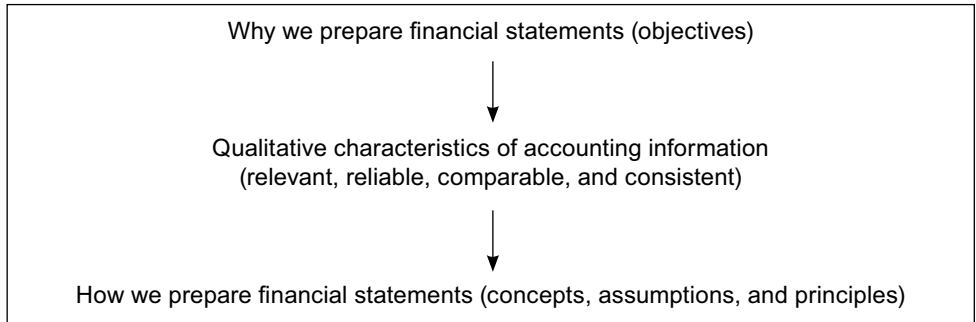 Why we prepare financial statements (objectives)
Qualitative characteristics of accounting information
(relevant, reliable, comparable, and consistent)
How we prepare financial statements (concepts, assumptions, and principles)